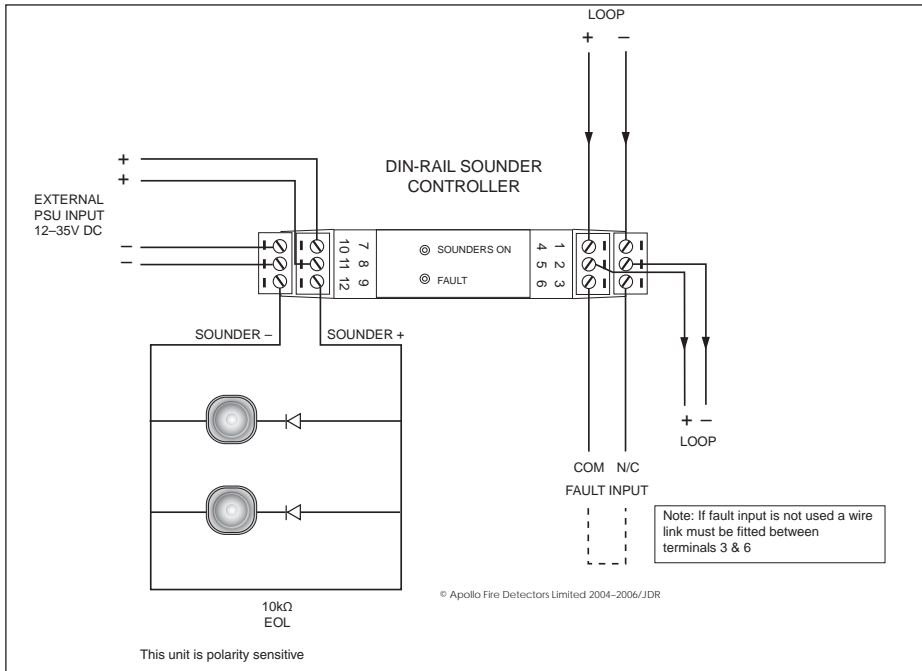 LOOP
+ –
DIN-RAIL SOUNDER
CONTROLLER
+
+
EXTERNAL
PSU INPUT
12–35V DC
–
–
10 7
11 8
12 9
SOUNDERS ON
FAULT
4 1
5 2
6 3
SOUNDER –
SOUNDER +
+ –
LOOP
COM N/C
FAULT INPUT
Note: If fault input is not used a wire
link must be fitted between
terminals 3 & 6
© Apollo Fire Detectors Limited 2004–2006/JDR
10kΩ
EOL
This unit is polarity sensitive